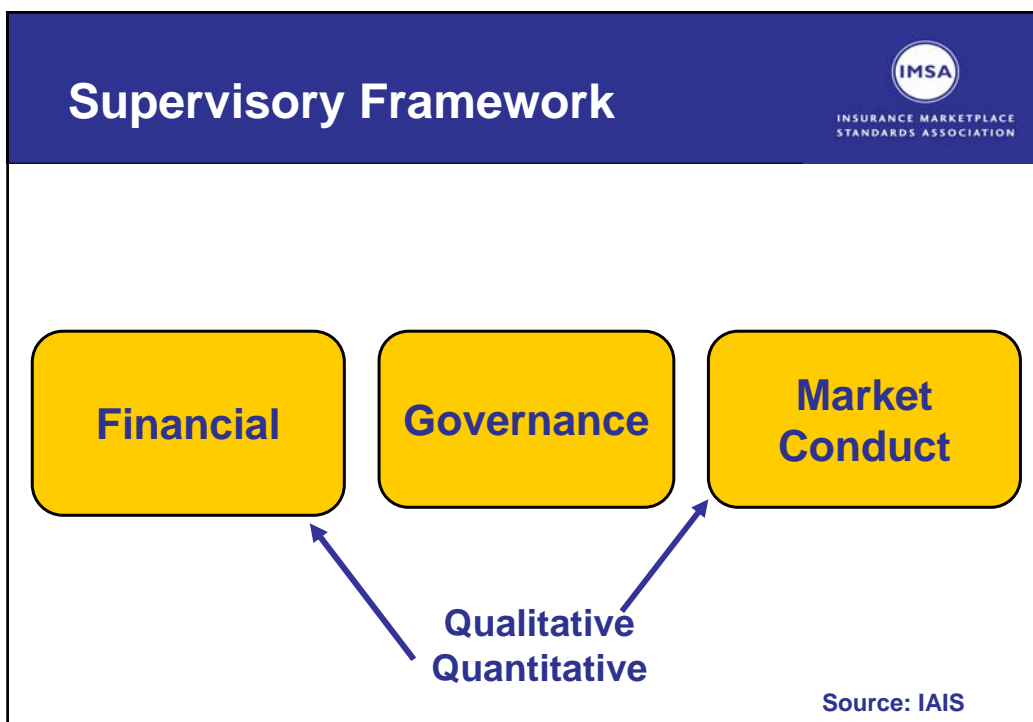 Supervisory Framework
IMSA
INSURANCE MARKETPLACE
STANDARDS ASSOCIATION
Financial
Governance
Market
Conduct
Qualitative
Quantitative
Source: IAIS